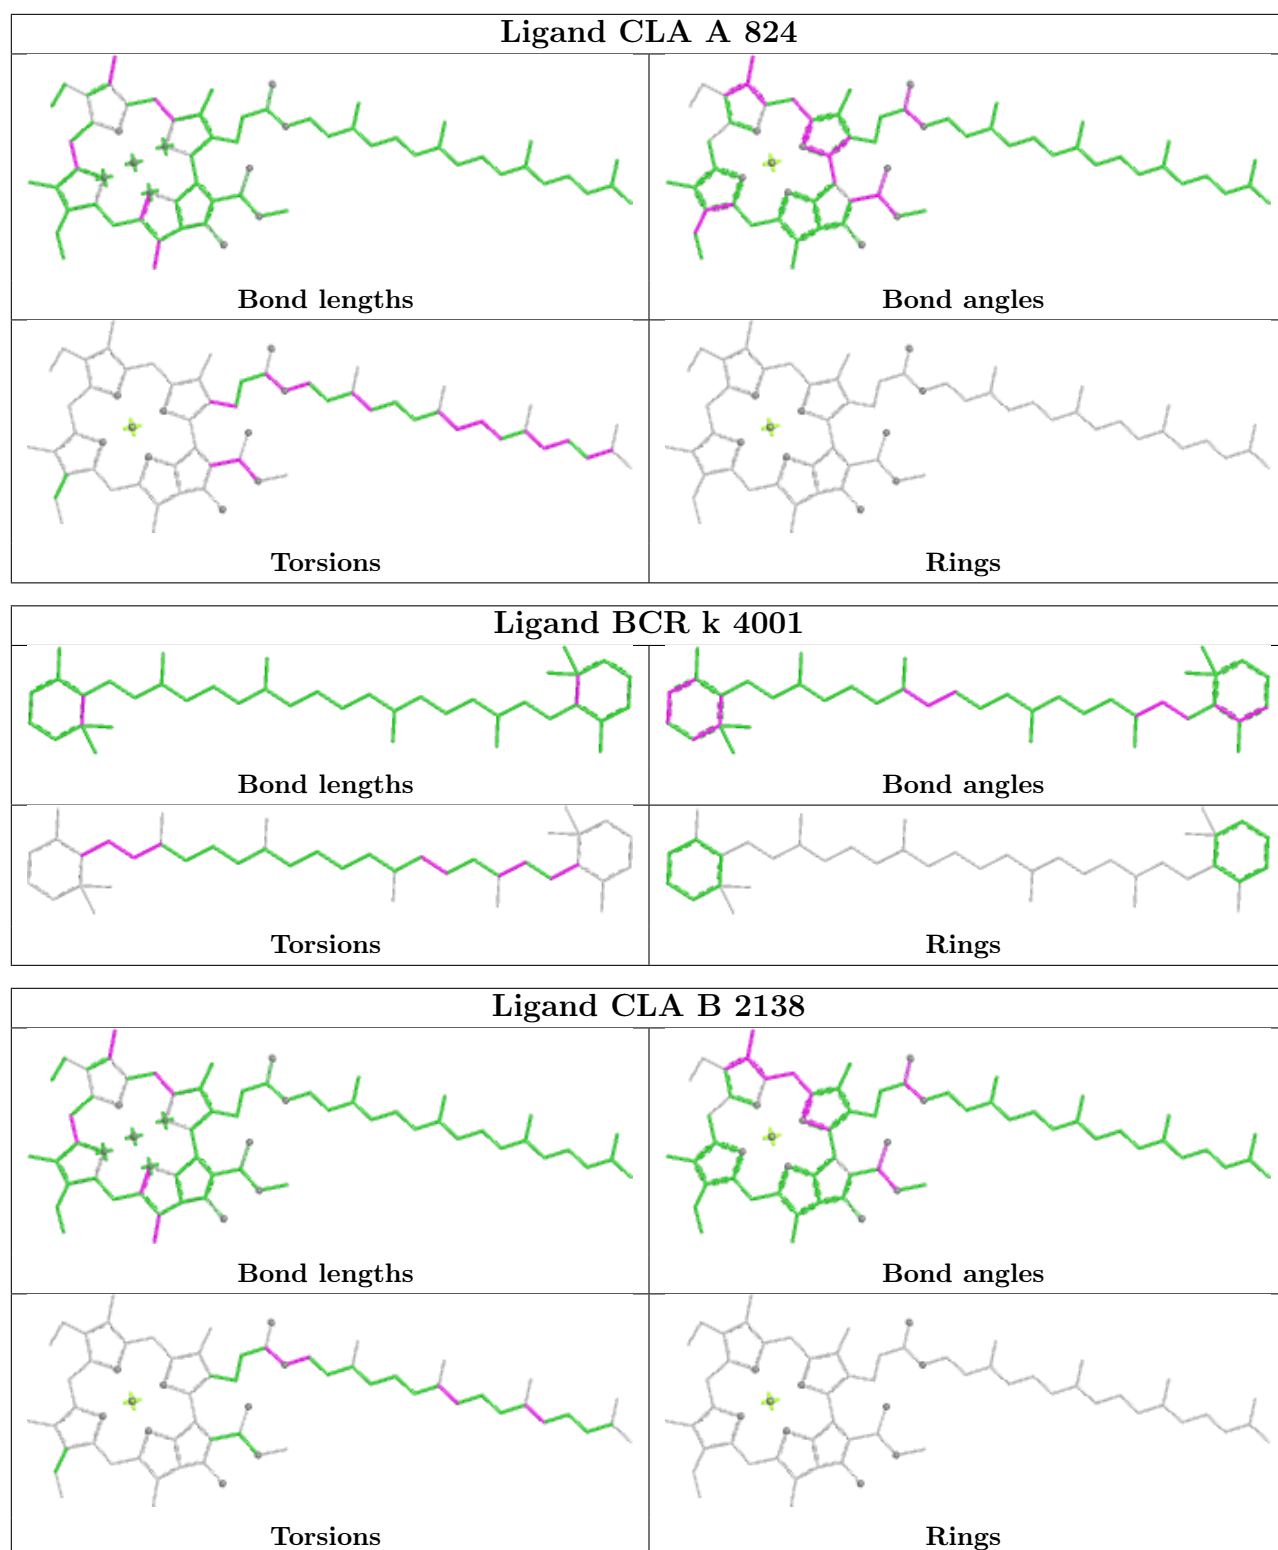 Ligand CLA A 824
Bond lengths
Bond angles
Torsions
Rings
Ligand BCR k 4001
Bond lengths
Bond angles
Torsions
Rings
Ligand CLA B 2138
Bond lengths
Bond angles
Torsions
Rings